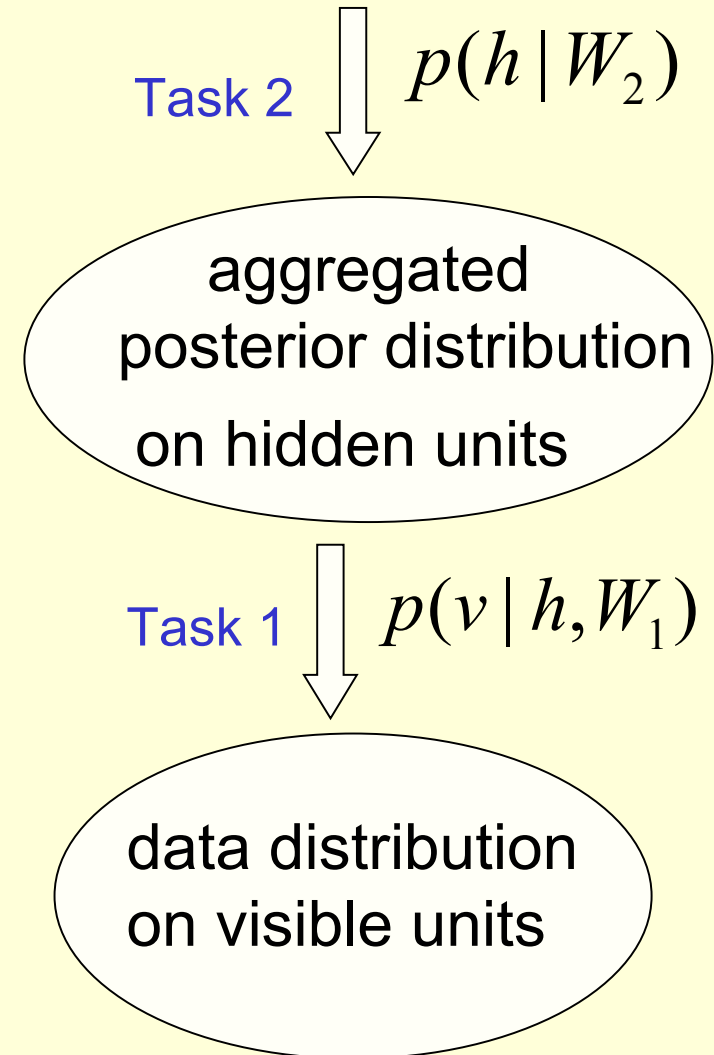 Task 2 p(h | W₂)
aggregated
posterior distribution
on hidden units
Task 1 p(v | h, W₁)
data distribution
on visible units